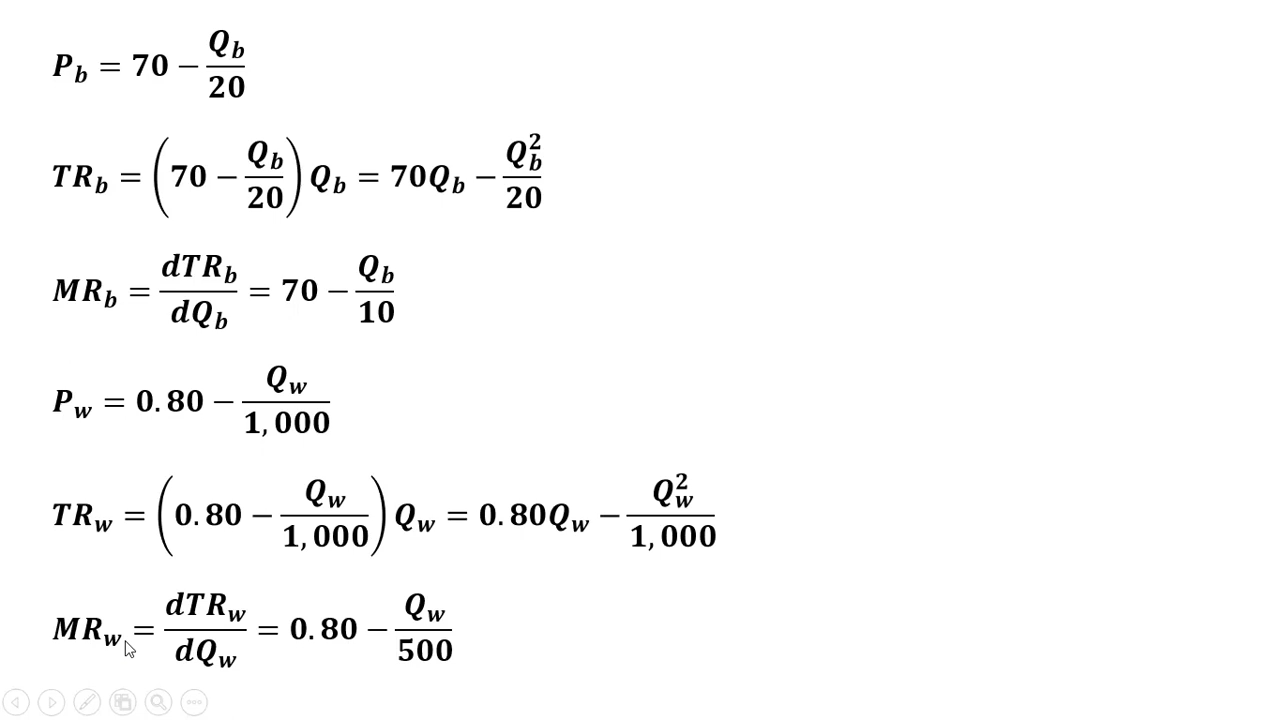 P_b = 70 − Q_b/20
TR_b = (70 − Q_b/20) Q_b = 70Q_b − Q_b^2/20
MR_b = dTR_b/dQ_b = 70 − Q_b/10
P_w = 0.80 − Q_w/1,000
TR_w = (0.80 − Q_w/1,000) Q_w = 0.80Q_w − Q_w^2/1,000
MR_w = dTR_w/dQ_w = 0.80 − Q_w/500